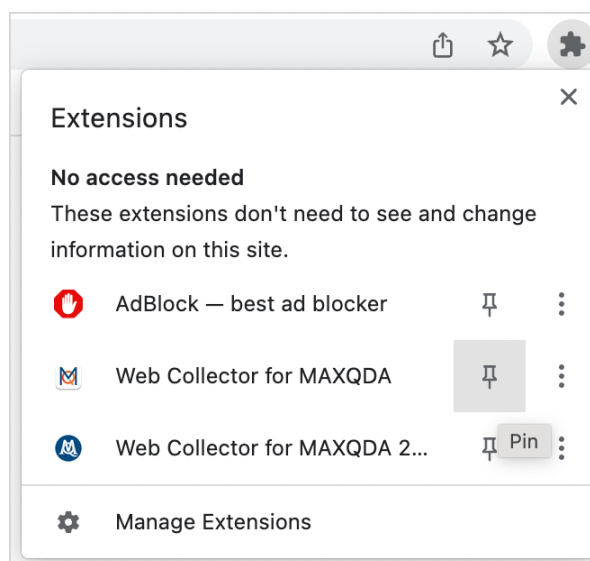 Extensions
No access needed
These extensions don't need to see and change
information on this site.
AdBlock — best ad blocker
Web Collector for MAXQDA
Web Collector for MAXQDA 2...
Pin
Manage Extensions